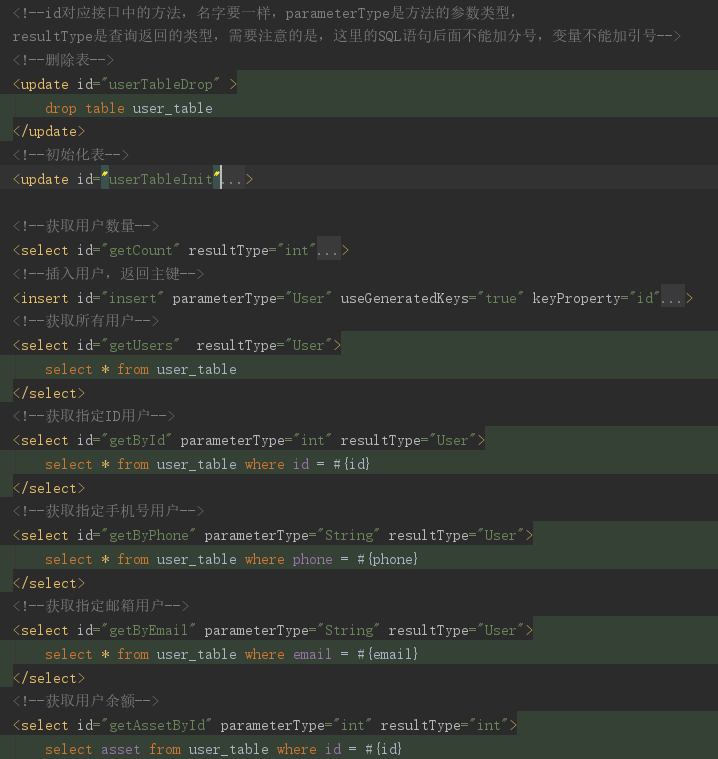 <!--id对应接口中的方法，名字要一样，parameterType是方法的参数类型，
resultType是查询返回的类型，需要注意的是，这里的SQL语句后面不能加分号，变量不能加引号-->
<!--删除表-->
<update id="userTableDrop" >
drop table user_table
</update>
<!--初始化表-->
<update id="userTableInit"...>
<!--获取用户数量-->
<select id="getCount" resultType="int"...>
<!--插入用户，返回主键-->
<insert id="insert" parameterType="User" useGeneratedKeys="true" keyProperty="id"...>
<!--获取所有用户-->
<select id="getUsers"  resultType="User">
select * from user_table
</select>
<!--获取指定ID用户-->
<select id="getById" parameterType="int" resultType="User">
select * from user_table where id = #{id}
</select>
<!--获取指定手机号用户-->
<select id="getByPhone" parameterType="String" resultType="User">
select * from user_table where phone = #{phone}
</select>
<!--获取指定邮箱用户-->
<select id="getByEmail" parameterType="String" resultType="User">
select * from user_table where email = #{email}
</select>
<!--获取用户余额-->
<select id="getAssetById" parameterType="int" resultType="int">
select asset from user_table where id = #{id}